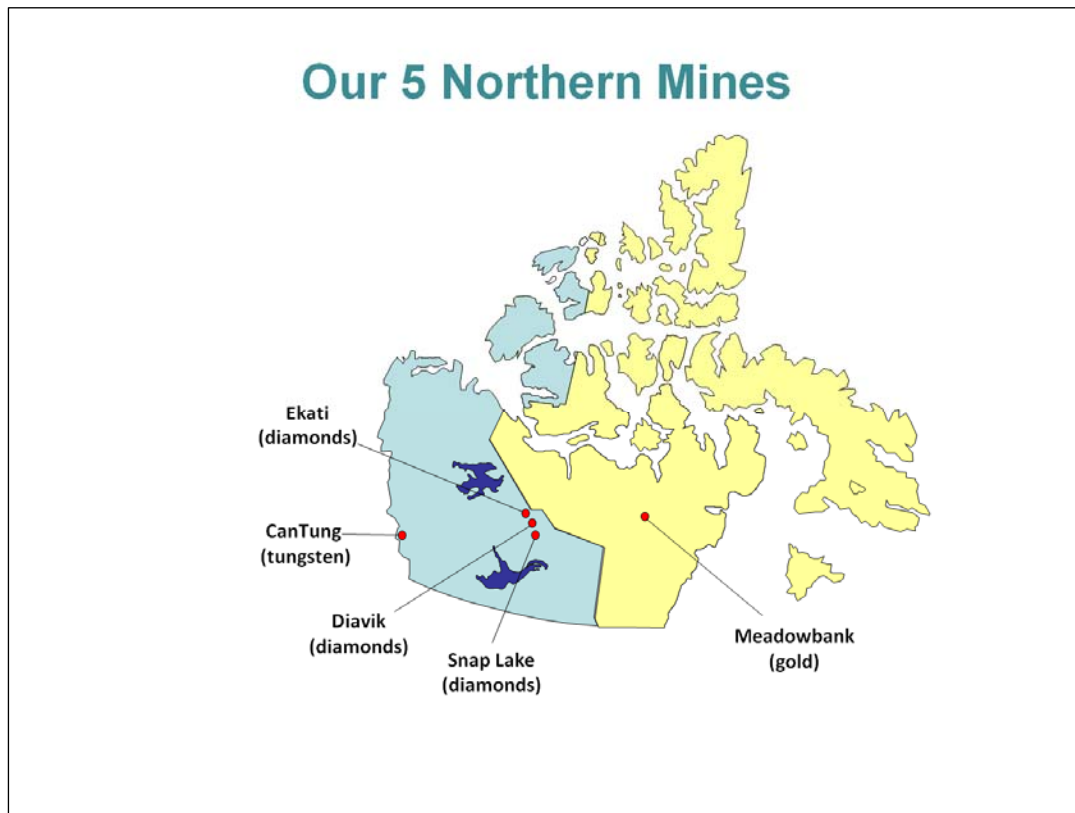 Our 5 Northern Mines
Ekati
(diamonds)
CanTung
(tungsten)
Diavik
(diamonds)
Snap Lake
(diamonds)
Meadowbank
(gold)